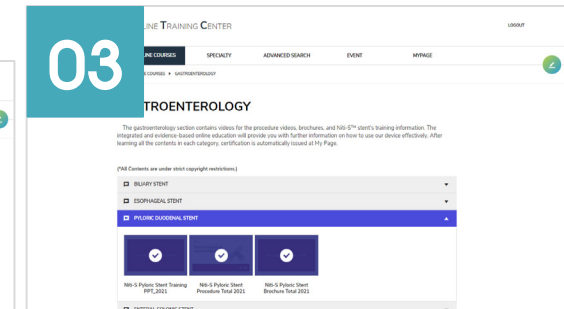 03
LINE TRAINING CENTER
LOGOUT
COURSES
SPECIALTY
ADVANCED SEARCH
EVENT
MYPAGE
COURSES ▸ GASTROENTEROLOGY
TROENTEROLOGY
The gastroenterology section contains videos for the procedure videos, brochures, and Niti-S™ stent's training information. The
integrated and evidence-based online education will provide you with further information on how to use our device effectively. After
learning all the contents in each category, certification is automatically issued at My Page.
(*All Contents are under strict copyright restrictions.)
BILIARY STENT
ESOPHAGEAL STENT
PYLORIC DUODENAL STENT
Niti-S Pyloric Stent Training
PPT_2021
Niti-S Pyloric Stent
Procedure Total 2021
Niti-S Pyloric Stent
Brochure Total 2021